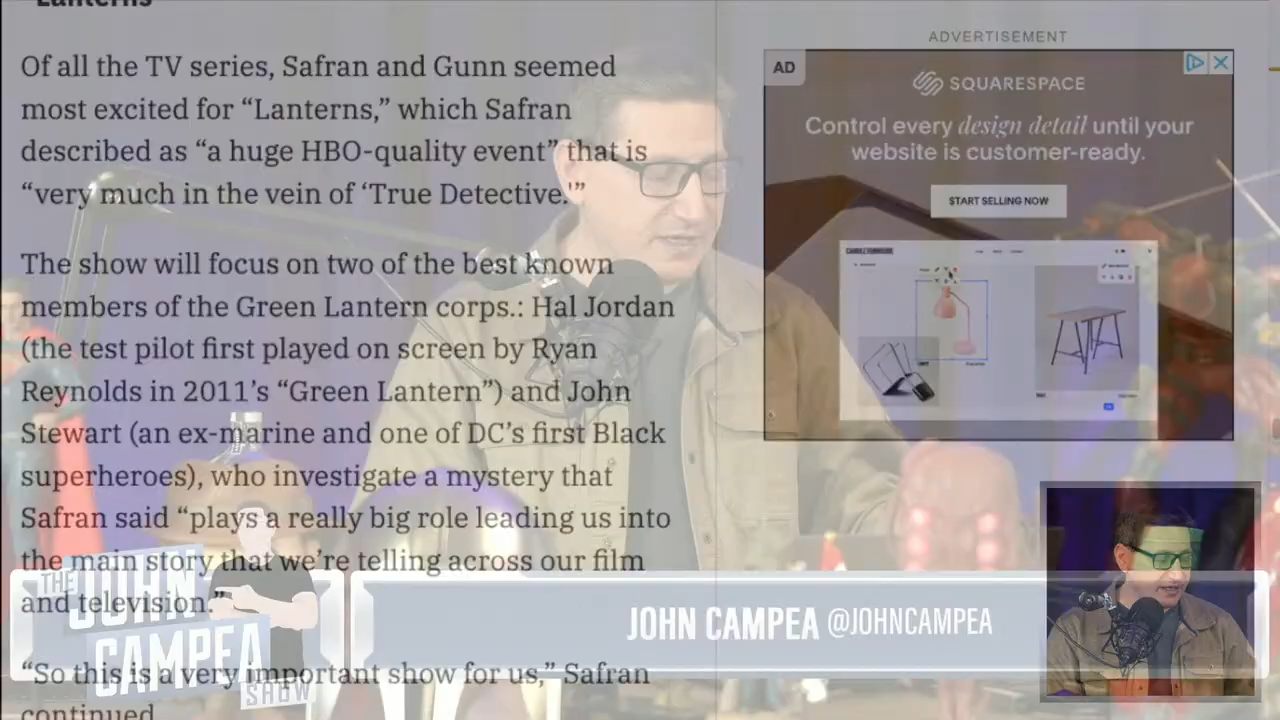 Lanterns
Of all the TV series, Safran and Gunn seemed
most excited for “Lanterns,” which Safran
described as “a huge HBO-quality event” that is
“very much in the vein of ‘True Detective.'”
The show will focus on two of the best known
members of the Green Lantern corps.: Hal Jordan
(the test pilot first played on screen by Ryan
Reynolds in 2011’s “Green Lantern”) and John
Stewart (an ex-marine and one of DC’s first Black
superheroes), who investigate a mystery that
Safran said “plays a really big role leading us into
the main story that we’re telling across our film
and television.”
“So this is a very important show for us,” Safran
continued
ADVERTISEMENT
AD
SQUARESPACE
Control every design detail until your
website is customer-ready.
START SELLING NOW
THE
JOHN
CAMPEA
SHOW
JOHN CAMPEA @JOHNCAMPEA